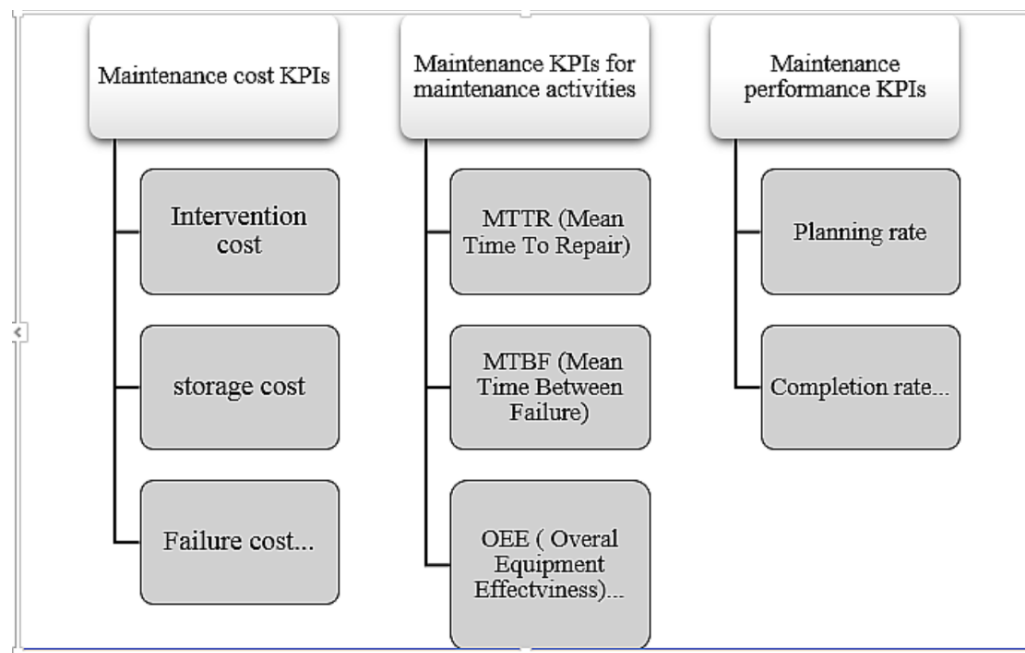 Maintenance cost KPIs
Intervention
cost
storage cost
Failure cost...
Maintenance KPIs for
maintenance activities
MTTR (Mean
Time To Repair)
MTBF (Mean
Time Between
Failure)
OEE ( Overal
Equipment
Effectviness)...
Maintenance
performance KPIs
Planning rate
Completion rate...